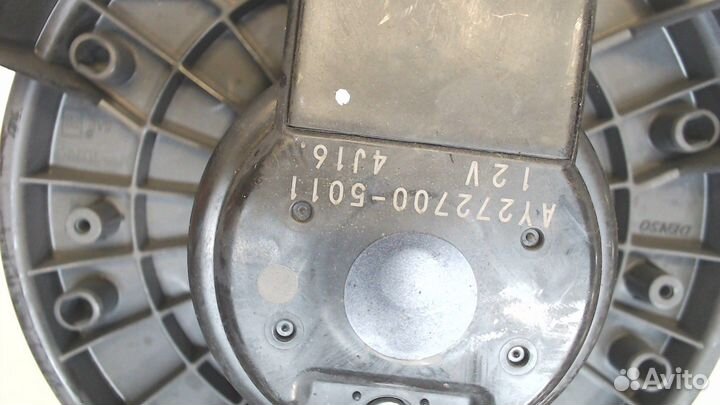 AY272700-5011
12V
4J16.
DENSO
Avito